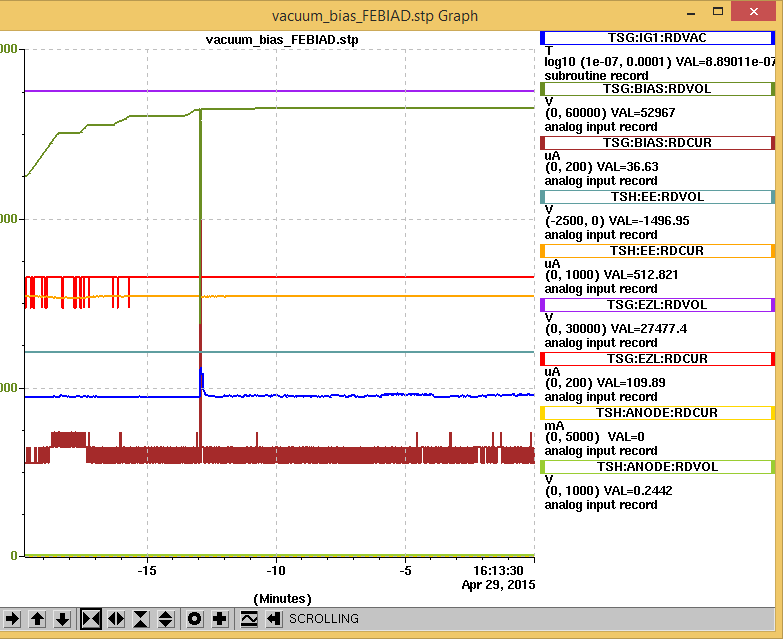 vacuum_bias_FEBIAD.stp Graph
vacuum_bias_FEBIAD.stp
000
000
000
0
-15
-10
-5
16:13:30
Apr 29, 2015
(Minutes)
TSG:IG1:RDVAC
T
log10 (1e-07, 0.0001) VAL=8.89011e-07
subroutine record
TSG:BIAS:RDVOL
V
(0, 60000) VAL=52967
analog input record
TSG:BIAS:RDCUR
uA
(0, 200) VAL=36.63
analog input record
TSH:EE:RDVOL
V
(-2500, 0) VAL=-1496.95
analog input record
TSH:EE:RDCUR
uA
(0, 1000) VAL=512.821
analog input record
TSG:EZL:RDVOL
V
(0, 30000) VAL=27477.4
analog input record
TSG:EZL:RDCUR
uA
(0, 200) VAL=109.89
analog input record
TSH:ANODE:RDCUR
mA
(0, 5000) VAL=0
analog input record
TSH:ANODE:RDVOL
V
(0, 1000) VAL=0.2442
analog input record
SCROLLING